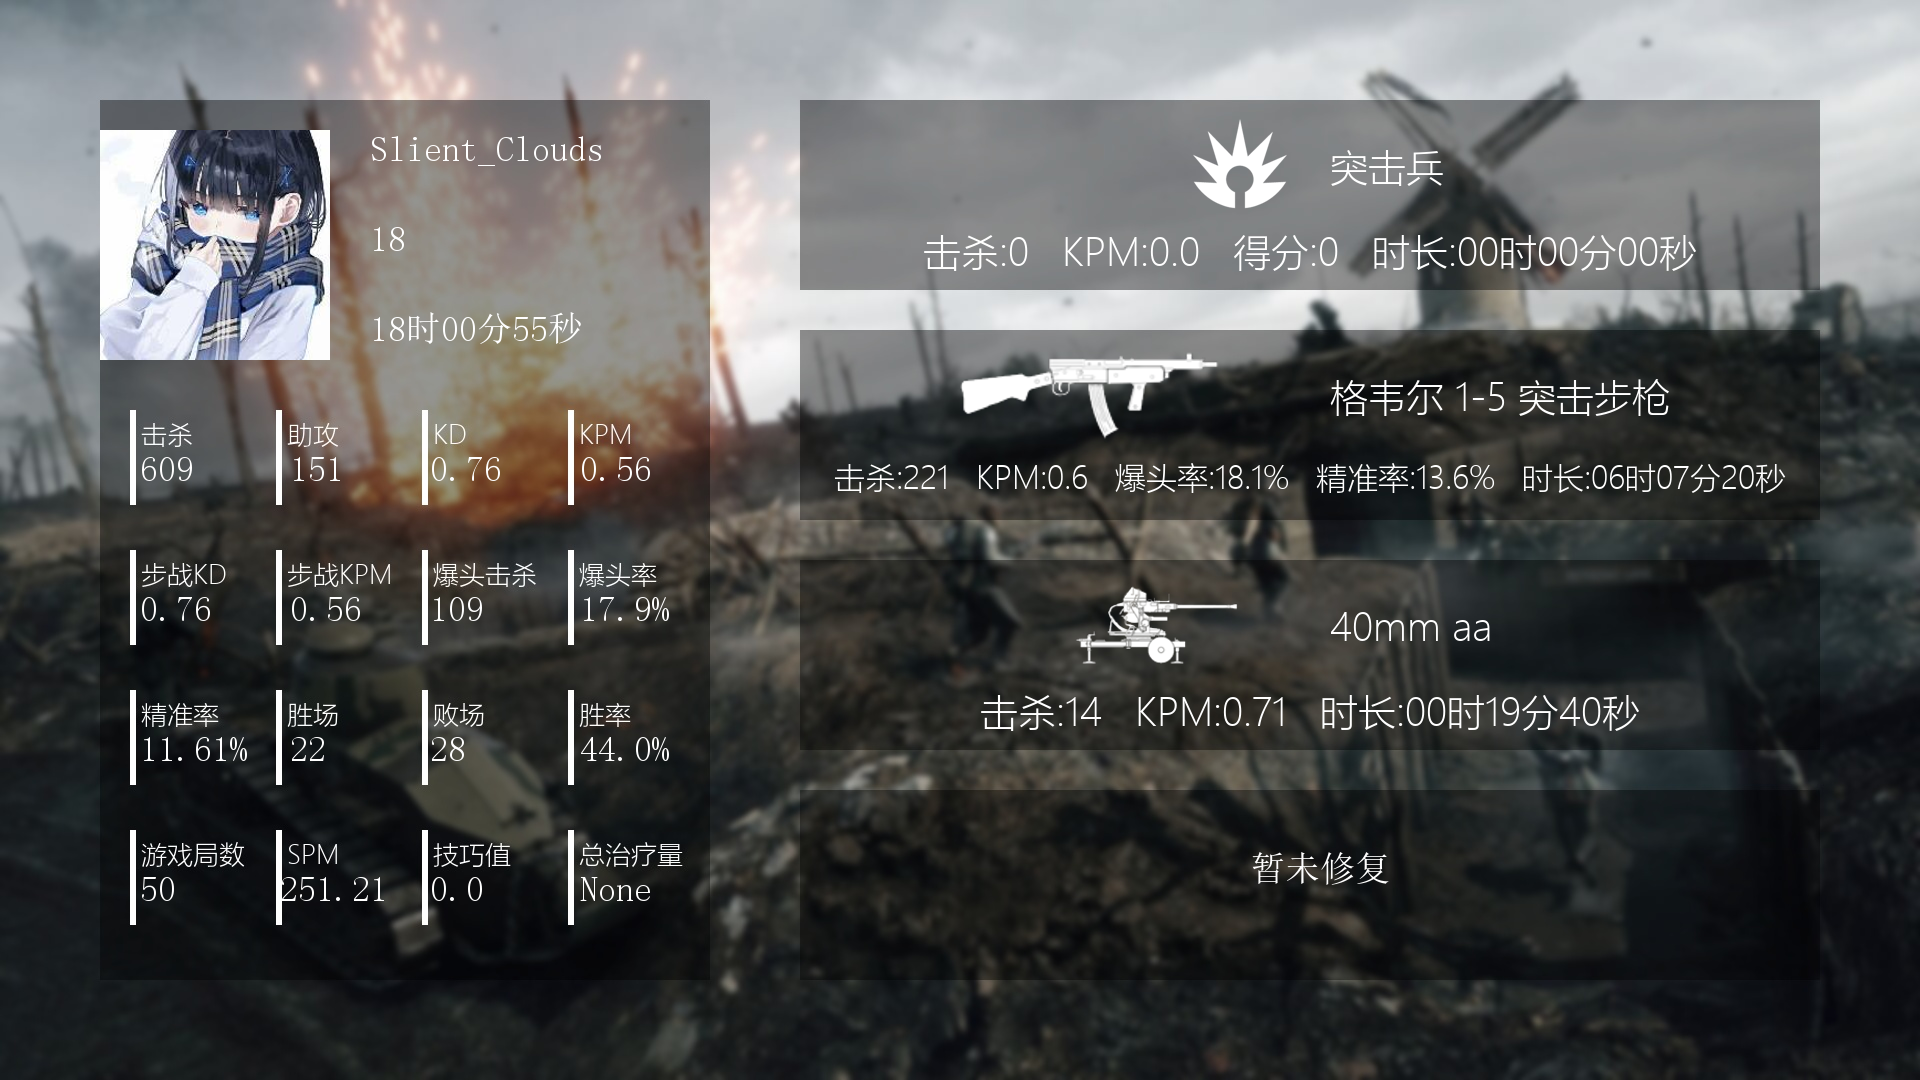 Slient_Clouds
18
18时00分55秒
击杀 助攻 KD KPM
609 151 0.76 0.56
步战KD 步战KPM 爆头击杀 爆头率
0.76 0.56 109 17.9%
精准率 胜场 败场 胜率
11.61% 22 28 44.0%
游戏局数 SPM 技巧值 总治疗量
50 251.21 0.0 None
突击兵
击杀:0 KPM:0.0 得分:0 时长:00时00分00秒
格韦尔 1-5 突击步枪
击杀:221 KPM:0.6 爆头率:18.1% 精准率:13.6% 时长:06时07分20秒
40mm aa
击杀:14 KPM:0.71 时长:00时19分40秒
暂未修复